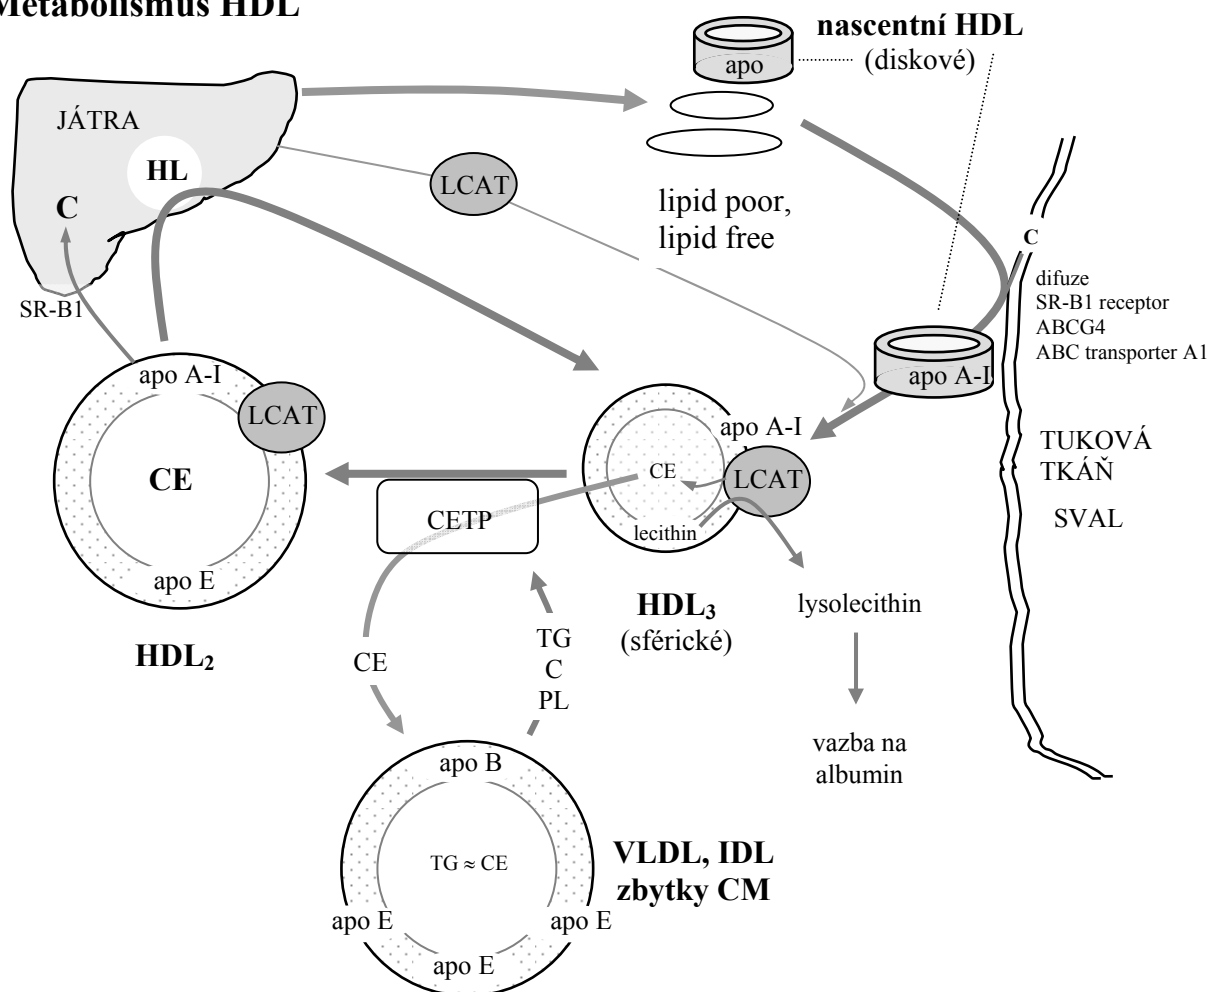 Metabolismus HDL
nascentní HDL
(diskové)
apo
JÁTRA
HL
LCAT
C
lipid poor,
lipid free
C
SR-B1
difuze
SR-B1 receptor
ABCG4
ABC transporter A1
apo A-I
apo A-I
LCAT
CE
apo E
HDL₂
apo A-I
CE
LCAT
lecithin
CETP
HDL₃
(sférické)
lysolecithin
TUKOVÁ
TKÁŇ
SVAL
CE
TG
C
PL
vazba na
albumin
apo B
TG ≈ CE
apo E
apo E
apo E
VLDL, IDL
zbytky CM